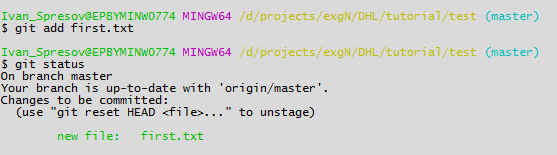 Ivan_Spresov@EPBYMINW0774 MINGW64 /d/projects/exgN/DHL/tutorial/test (master)
$ git add first.txt
Ivan_Spresov@EPBYMINW0774 MINGW64 /d/projects/exgN/DHL/tutorial/test (master)
$ git status
On branch master
Your branch is up-to-date with 'origin/master'.
Changes to be committed:
  (use "git reset HEAD <file>..." to unstage)
        new file:   first.txt